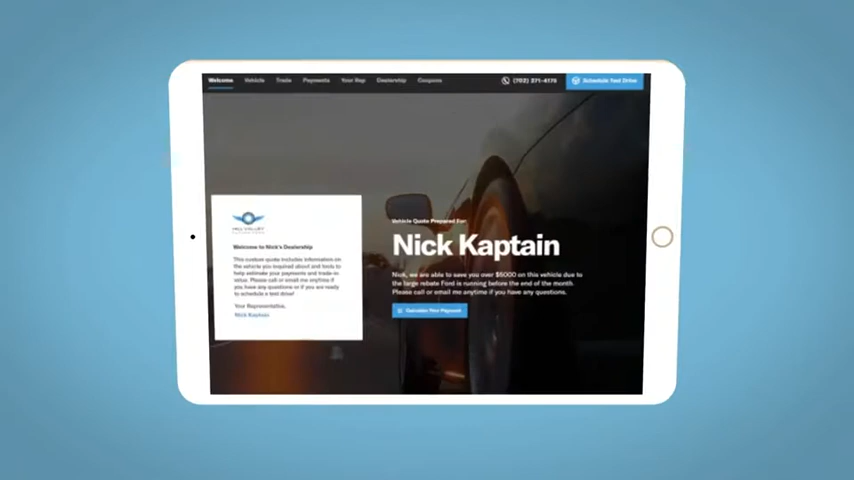 Welcome Vehicle Trade Payments Your Rep Dealership Coupons (702) 371-4175 Schedule Test Drive
HILL VALLEY
Welcome to Nick's Dealership
This custom quote includes information on
the vehicle you inquired about and tools to
help estimate your payments and trade-in
value. Please call or email me anytime if
you have any questions or if you are ready
to schedule a test drive!
Your Representative,
Nick Kaptain
Vehicle Quote Prepared For:
Nick Kaptain
Nick, we are able to save you over $5000 on this vehicle due to
the large rebate Ford is running before the end of the month.
Please call or email me anytime if you have any questions.
Calculate Your Payment